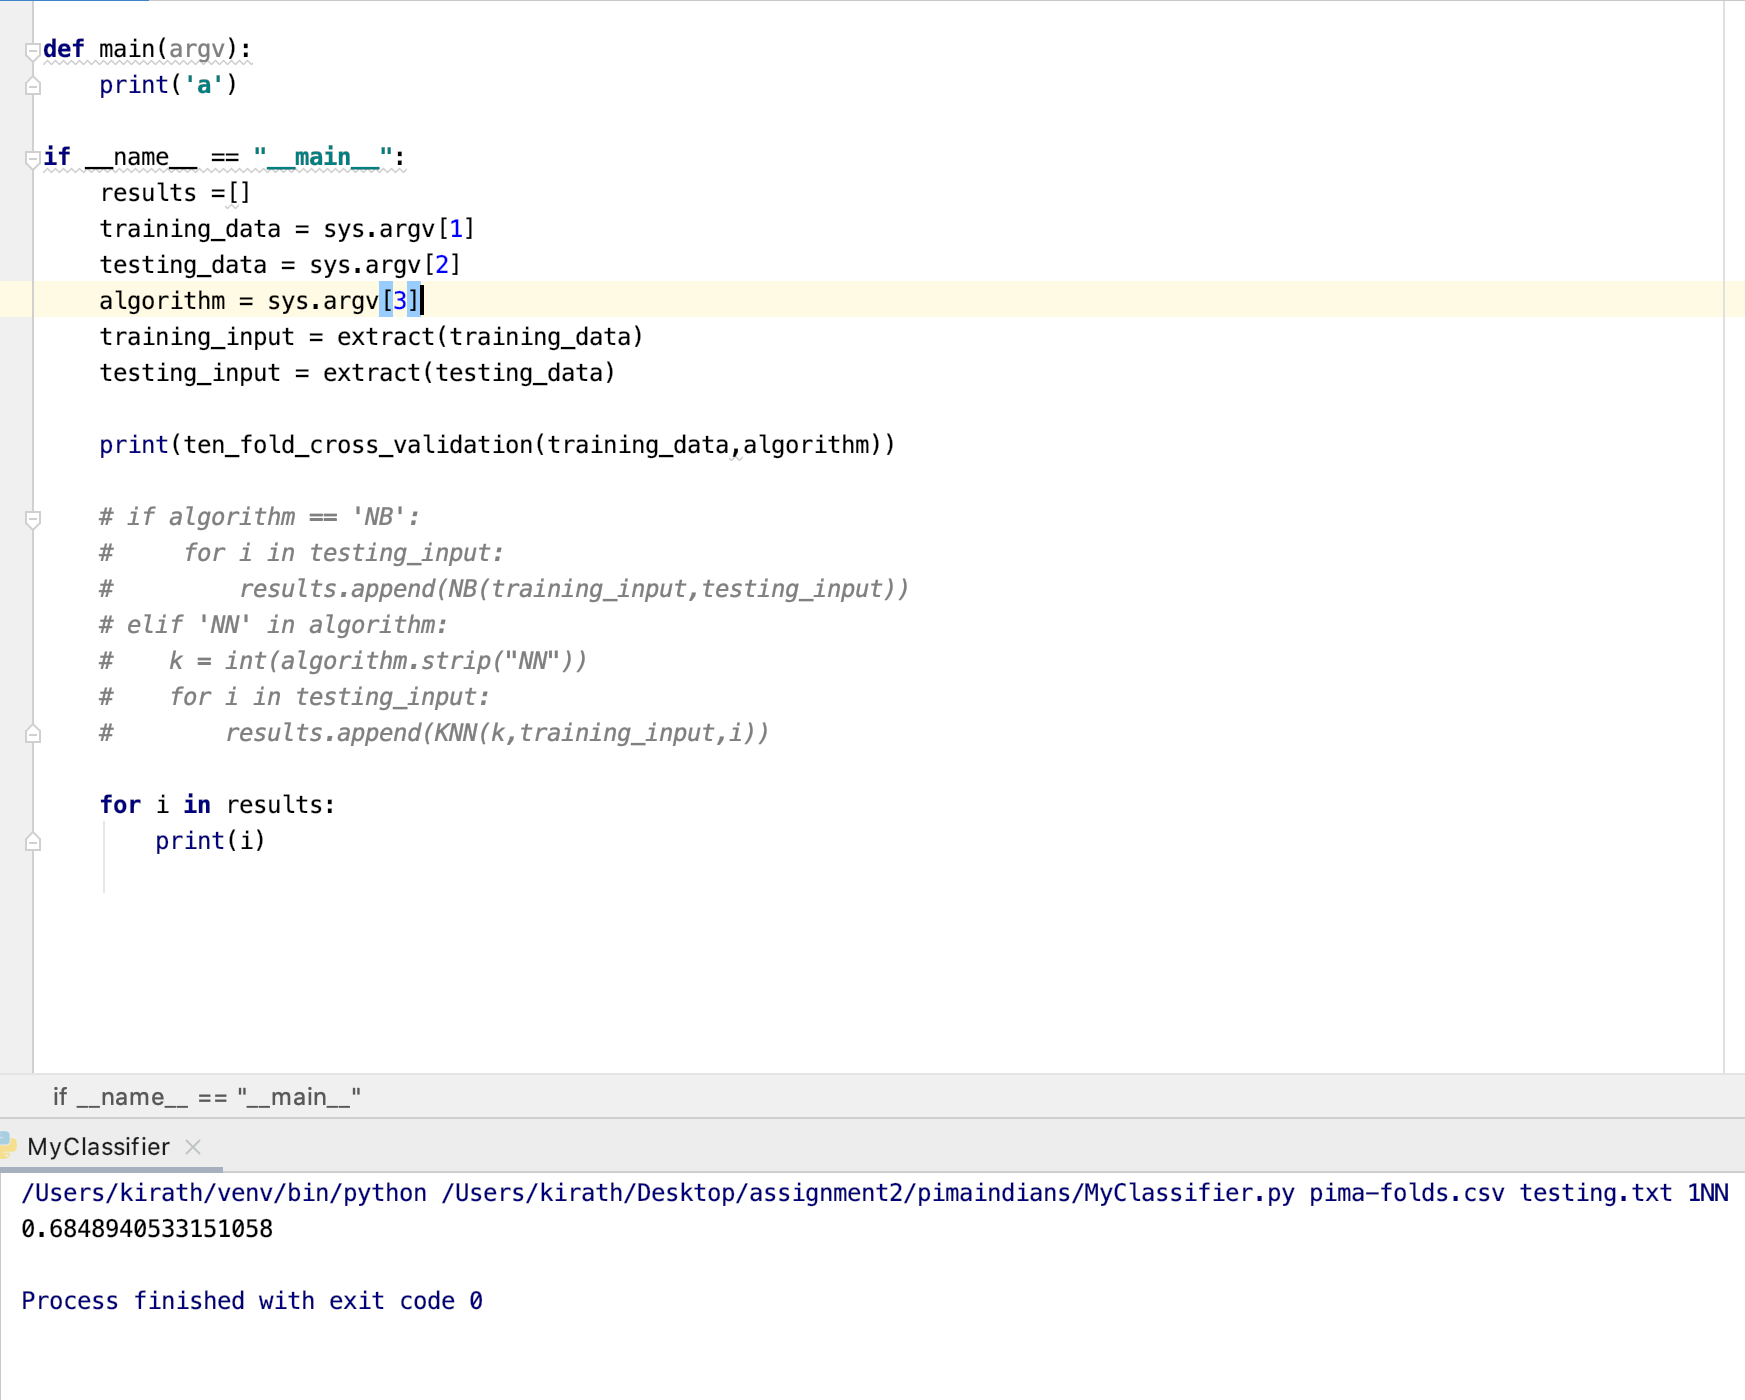 def main(argv):
    print('a')
if __name__ == "__main__":
    results =[]
    training_data = sys.argv[1]
    testing_data = sys.argv[2]
    algorithm = sys.argv[3]
    training_input = extract(training_data)
    testing_input = extract(testing_data)
    print(ten_fold_cross_validation(training_data,algorithm))
    # if algorithm == 'NB':
    #     for i in testing_input:
    #         results.append(NB(training_input,testing_input))
    # elif 'NN' in algorithm:
    #    k = int(algorithm.strip("NN"))
    #    for i in testing_input:
    #        results.append(KNN(k,training_input,i))
    for i in results:
        print(i)
if __name__ == "__main__"
MyClassifier
/Users/kirath/venv/bin/python /Users/kirath/Desktop/assignment2/pimaindians/MyClassifier.py pima-folds.csv testing.txt 1NN
0.6848940533151058
Process finished with exit code 0